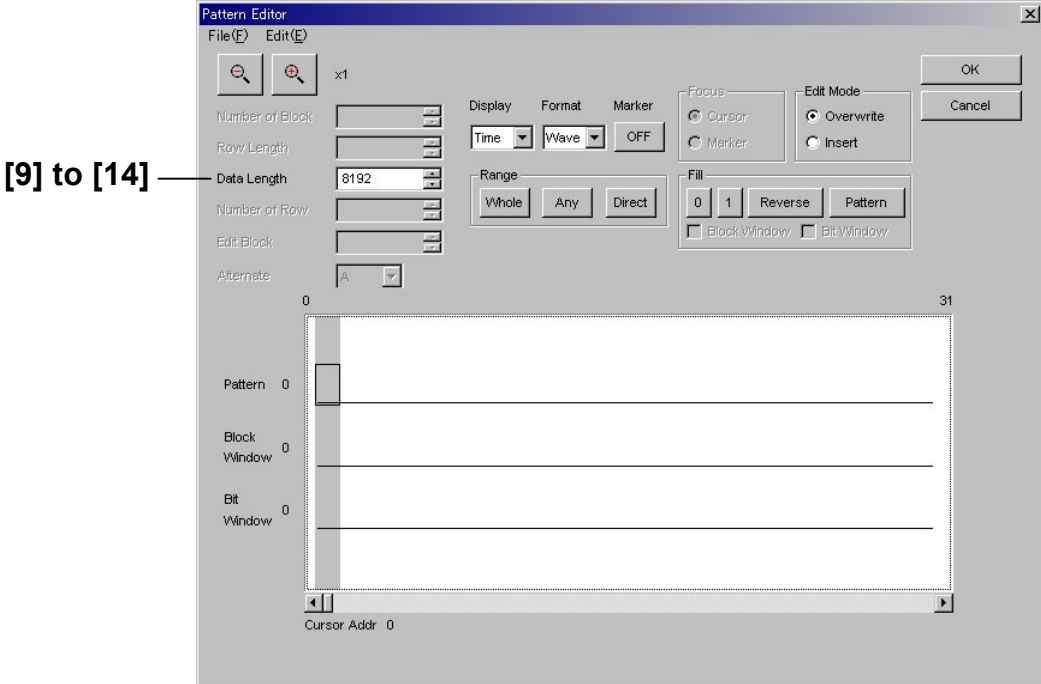 Pattern Editor
File(F) Edit(E)
x1
OK
Cancel
Number of Block
Row Length
[9] to [14]
Data Length 8192
Number of Row
Edit Block
Alternate A
Display Format Marker
Time Wave OFF
Focus
Cursor
Marker
Edit Mode
Overwrite
Insert
Range
Whole Any Direct
Fill
0 1 Reverse Pattern
Block Window Bit Window
0 31
Pattern 0
Block
Window 0
Bit
Window 0
Cursor Addr 0